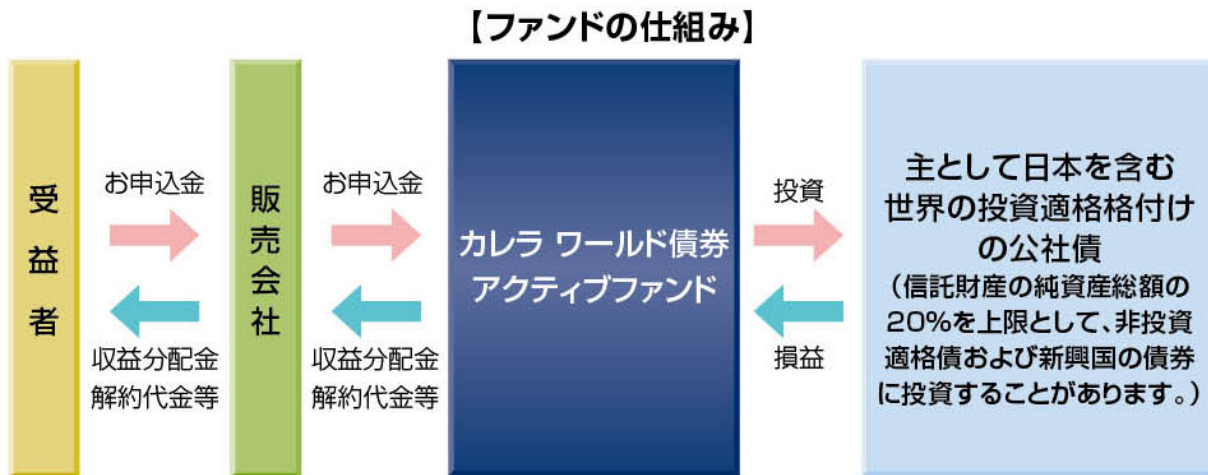 【ファンドの仕組み】
受益者
お申込金
収益分配金
解約代金等
販売会社
お申込金
収益分配金
解約代金等
カレラ ワールド債券
アクティブファンド
投資
損益
主として日本を含む
世界の投資適格格付け
の公社債
（信託財産の純資産総額の
20%を上限として、非投資
適格債および新興国の債券
に投資することがあります。）